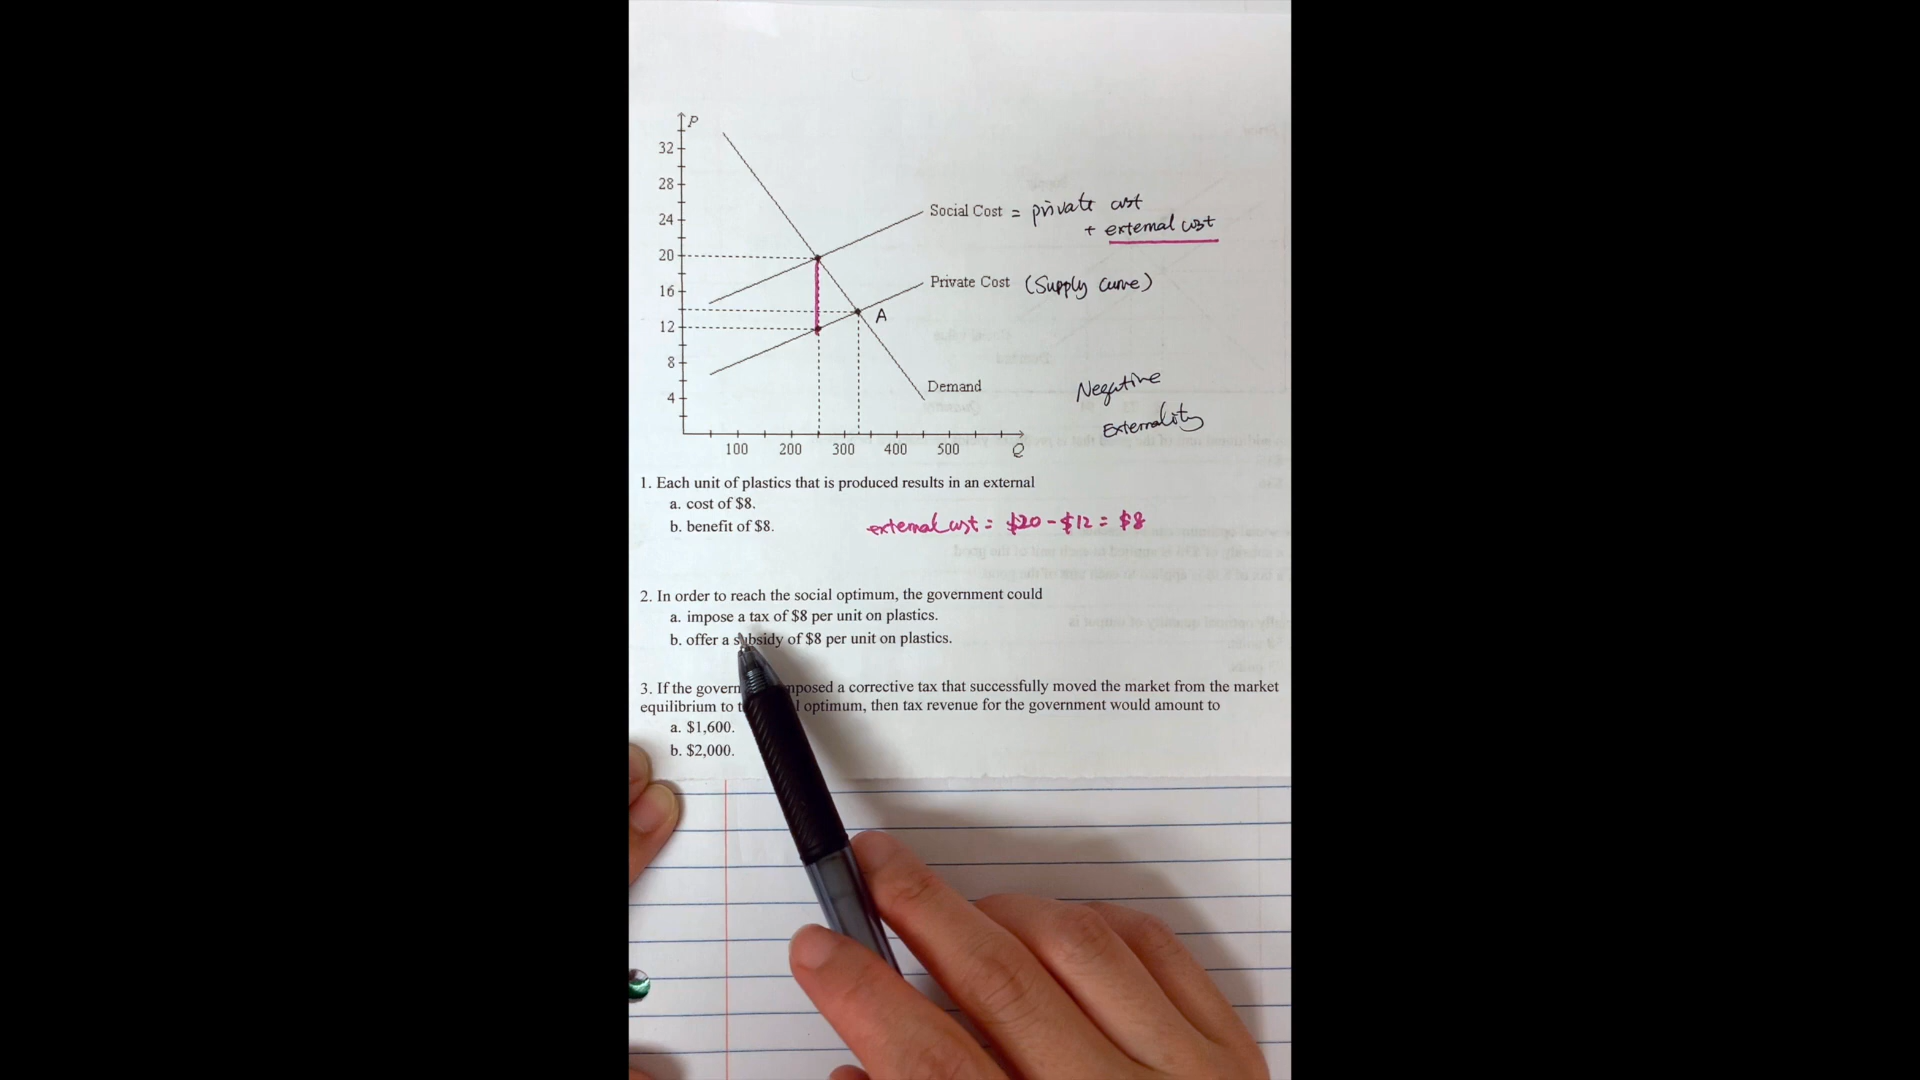 P
32
28
24
20
16
12
8
4
Social Cost = private cost
+ external cost
Private Cost (Supply curve)
A
Demand
Negative
Externality
100 200 300 400 500 Q
1. Each unit of plastics that is produced results in an external
a. cost of $8.
b. benefit of $8.
external cost = $20 - $12 = $8
2. In order to reach the social optimum, the government could
a. impose a tax of $8 per unit on plastics.
b. offer a subsidy of $8 per unit on plastics.
3. If the govern mposed a corrective tax that successfully moved the market from the market
equilibrium to t l optimum, then tax revenue for the government would amount to
a. $1,600.
b. $2,000.